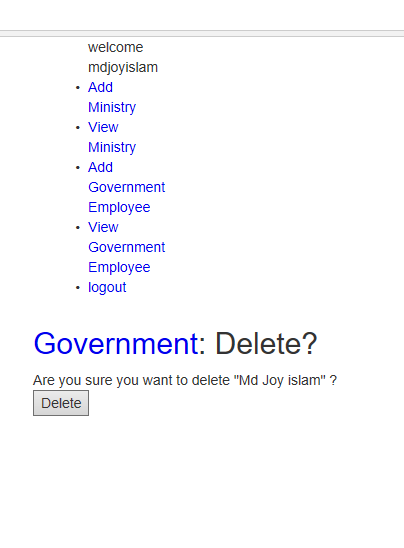 welcome
mdjoyislam
• Add
Ministry
• View
Ministry
• Add
Government
Employee
• View
Government
Employee
• logout
Government: Delete?
Are you sure you want to delete "Md Joy islam" ?
Delete